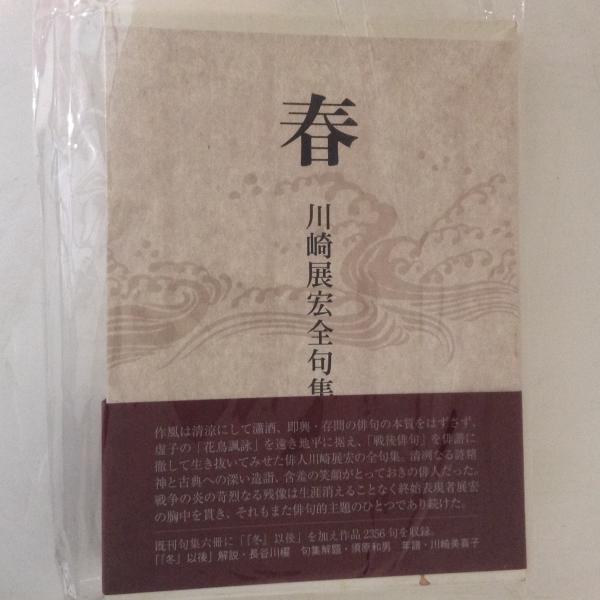 春
川崎展宏全句集
作風は清涼にして瀟洒、即興・存問の俳句の本質をはずさず、
虚子の「花鳥諷詠」を遠き地平に据え、「戦後俳句」を俳諧に
徹して生き抜いてみせた俳人川崎展宏の全句集。清冽なる詩精
神と古典への深い造詣、含羞の笑顔がとっておきの俳人だった。
戦争の炎の苛烈なる残像は生涯消えることなく終始表現者展宏
の胸中を貫き、それもまた俳句的主題のひとつであり続けた。
既刊句集六冊に「『冬』以後」を加え作品2356句を収録。
「『冬』以後」解説・長谷川櫂　句集解題・須原和男　年譜・川崎美喜子